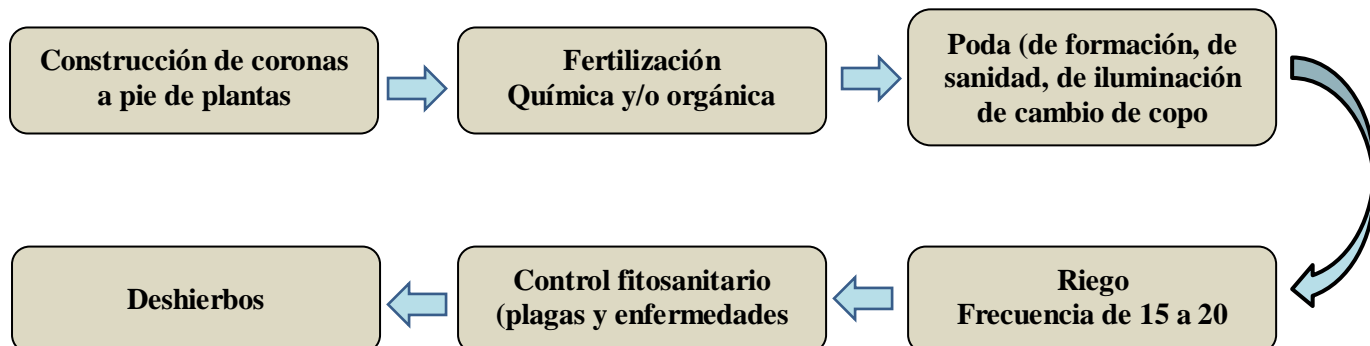 Construcción de coronas
a pie de plantas
Fertilización
Química y/o orgánica
Poda (de formación, de
sanidad, de iluminación
de cambio de copo
Riego
Frecuencia de 15 a 20
Control fitosanitario
(plagas y enfermedades
Deshierbos